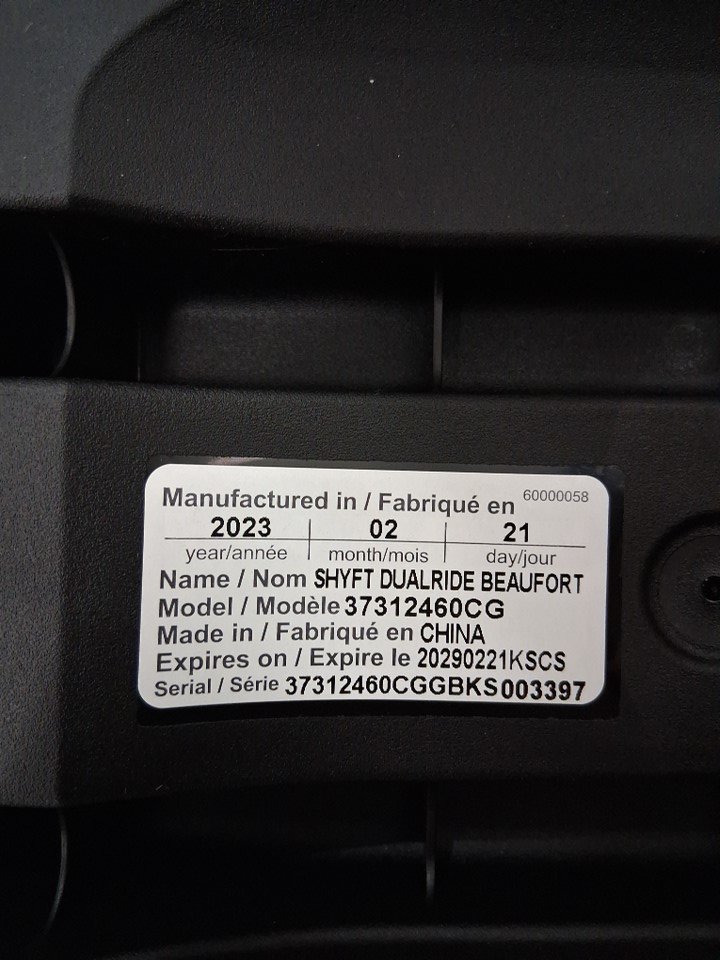 Manufactured in / Fabriqué en 60000058
2023 | 02 | 21
year/année | month/mois | day/jour
Name / Nom SHYFT DUALRIDE BEAUFORT
Model / Modèle 37312460CG
Made in / Fabriqué en CHINA
Expires on / Expire le 20290221KSCS
Serial / Série 37312460CGGBKS003397